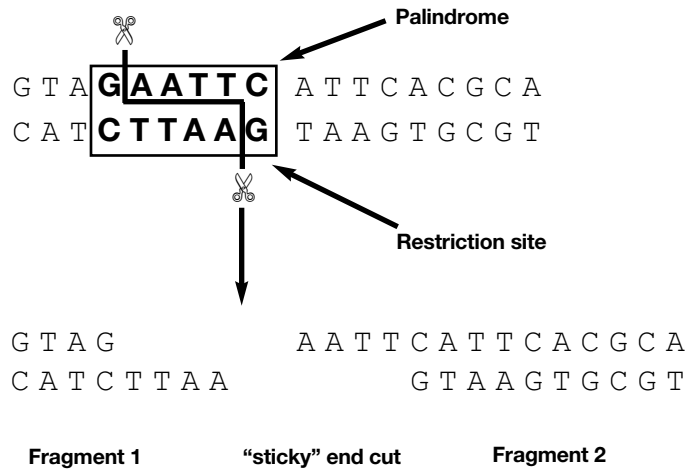 Palindrome
G T A G A A T T C A T T C A C G C A
C A T C T T A A G T A A G T G C G T
Restriction site
G T A G A A T T C A T T C A C G C A
C A T C T T A A G T A A G T G C G T
Fragment 1 “sticky” end cut Fragment 2